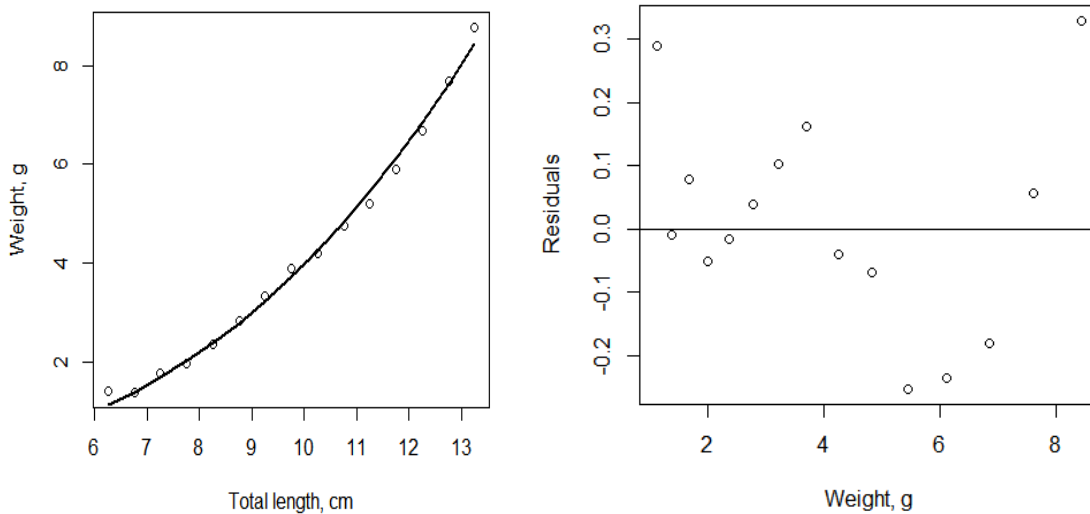 Weight, g
8
6
4
2
6 7 8 9 10 11 12 13
Total length, cm
Residuals
0.3
0.2
0.1
0.0
-0.1
-0.2
2 4 6 8
Weight, g